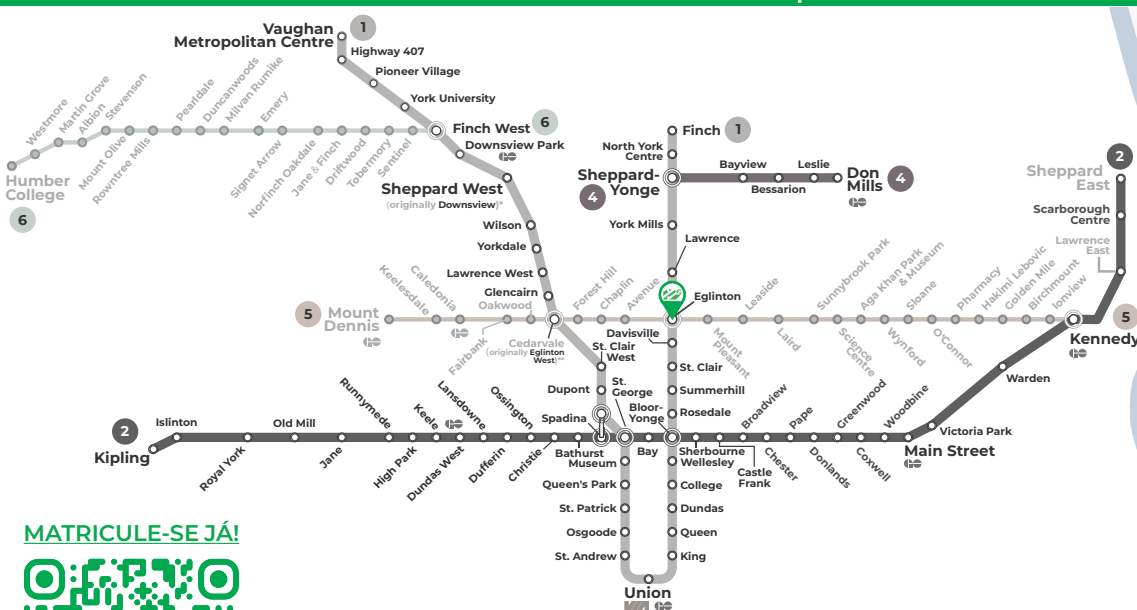 Vaughan
Metropolitan Centre
1
Highway 407
Pioneer Village
York University
Finch West
6
Downsview Park
Sheppard West
(originally Downsview)*
Wilson
Yorkdale
Lawrence West
Glencairn
Westmore
Martin Grove
Albion
Stevenson
Mount Olive
Rowntree Mills
Pearldale
Duncanwoods
Milvan Rumike
Emery
Signet Arrow
Norfinch Oakdale
Jane & Finch
Driftwood
Tobermory
Sentinel
Humber
College
6
Finch
1
North York
Centre
Sheppard-
Yonge
4
Bayview
Bessarion
Leslie
Don
Mills
4
York Mills
Lawrence
Eglinton
2
Sheppard
East
Scarborough
Centre
Lawrence
East
5
Kennedy
5
Mount
Dennis
Keelesdale
Caledonia
Fairbank
Oakwood
Cedarvale
(originally Eglinton
West)**
Forest Hill
Chaplin
Avenue
Mount
Pleasant
Leaside
Laird
Sunnybrook Park
Science
Centre
Aga Khan Park
& Museum
Wynford
Sloane
O'Connor
Pharmacy
Hakimi Lebovic
Golden Mile
Birchmount
Ionview
Davisville
St. Clair
West
St. Clair
Dupont
St.
George
Summerhill
Spadina
Bloor-
Yonge
Rosedale
2
Kipling
Islinton
Royal York
Old Mill
Jane
Runnymede
High Park
Keele
Dundas West
Lansdowne
Dufferin
Ossington
Christie
Bathurst
Bay
Sherbourne
Castle
Frank
Broadview
Chester
Pape
Donlands
Greenwood
Coxwell
Woodbine
Main Street
Victoria Park
Warden
Museum
Wellesley
Queen's Park
College
St. Patrick
Dundas
Osgoode
Queen
St. Andrew
King
Union
VIA
GO
MATRICULE-SE JÁ!